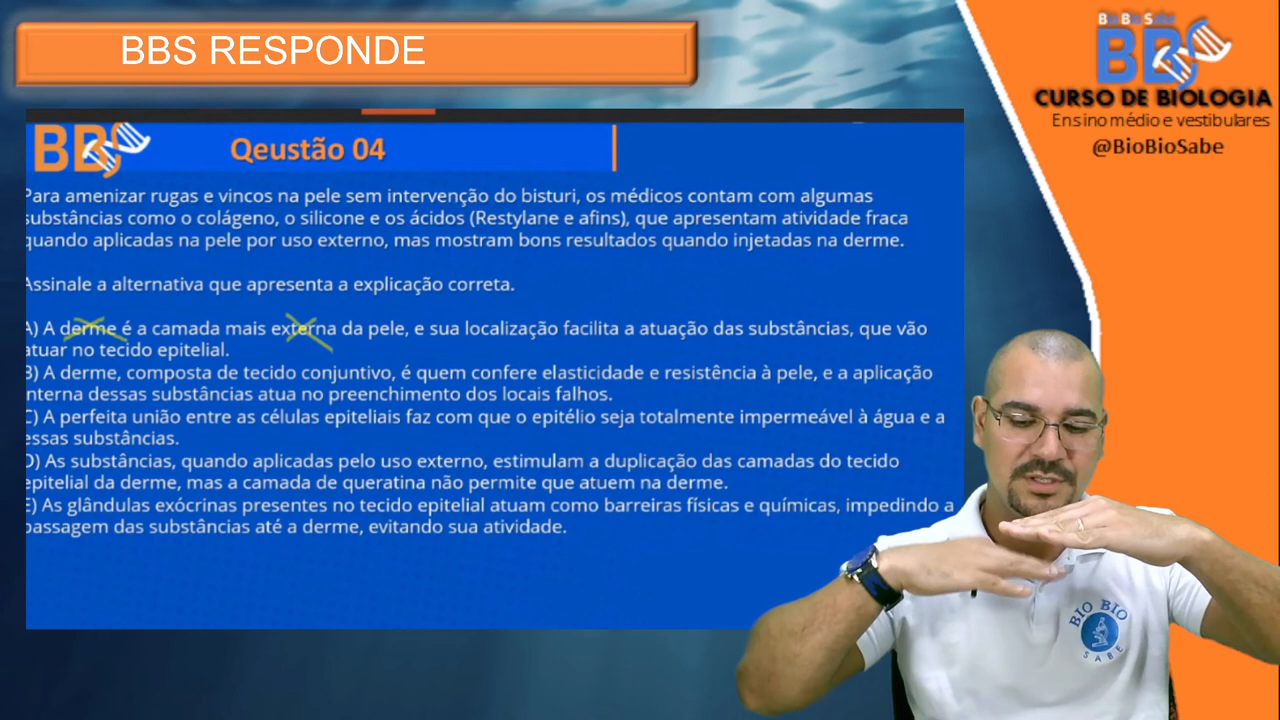 BBS RESPONDE
Bio Bio Sabe
BBS
CURSO DE BIOLOGIA
Ensino médio e vestibulares
@BioBioSabe
BBS
Qeustão 04
Para amenizar rugas e vincos na pele sem intervenção do bisturi, os médicos contam com algumas
substâncias como o colágeno, o silicone e os ácidos (Restylane e afins), que apresentam atividade fraca
quando aplicadas na pele por uso externo, mas mostram bons resultados quando injetadas na derme.
Assinale a alternativa que apresenta a explicação correta.
A) A derme é a camada mais externa da pele, e sua localização facilita a atuação das substâncias, que vão
atuar no tecido epitelial.
B) A derme, composta de tecido conjuntivo, é quem confere elasticidade e resistência à pele, e a aplicação
interna dessas substâncias atua no preenchimento dos locais falhos.
C) A perfeita união entre as células epiteliais faz com que o epitélio seja totalmente impermeável à água e a
essas substâncias.
D) As substâncias, quando aplicadas pelo uso externo, estimulam a duplicação das camadas do tecido
epitelial da derme, mas a camada de queratina não permite que atuem na derme.
E) As glândulas exócrinas presentes no tecido epitelial atuam como barreiras físicas e químicas, impedindo a
passagem das substâncias até a derme, evitando sua atividade.
BIO BIO
SABE